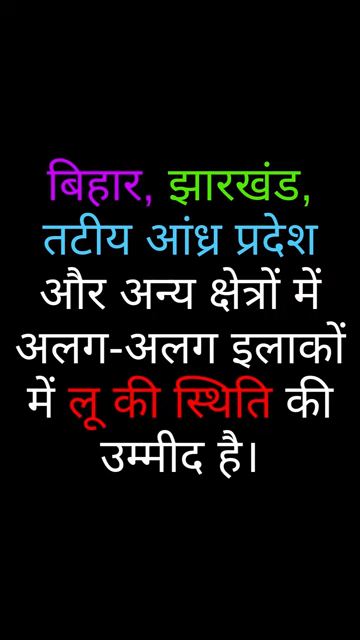 बिहार, झारखंड,
तटीय आंध्र प्रदेश
और अन्य क्षेत्रों में
अलग-अलग इलाकों
में लू की स्थिति की
उम्मीद है।